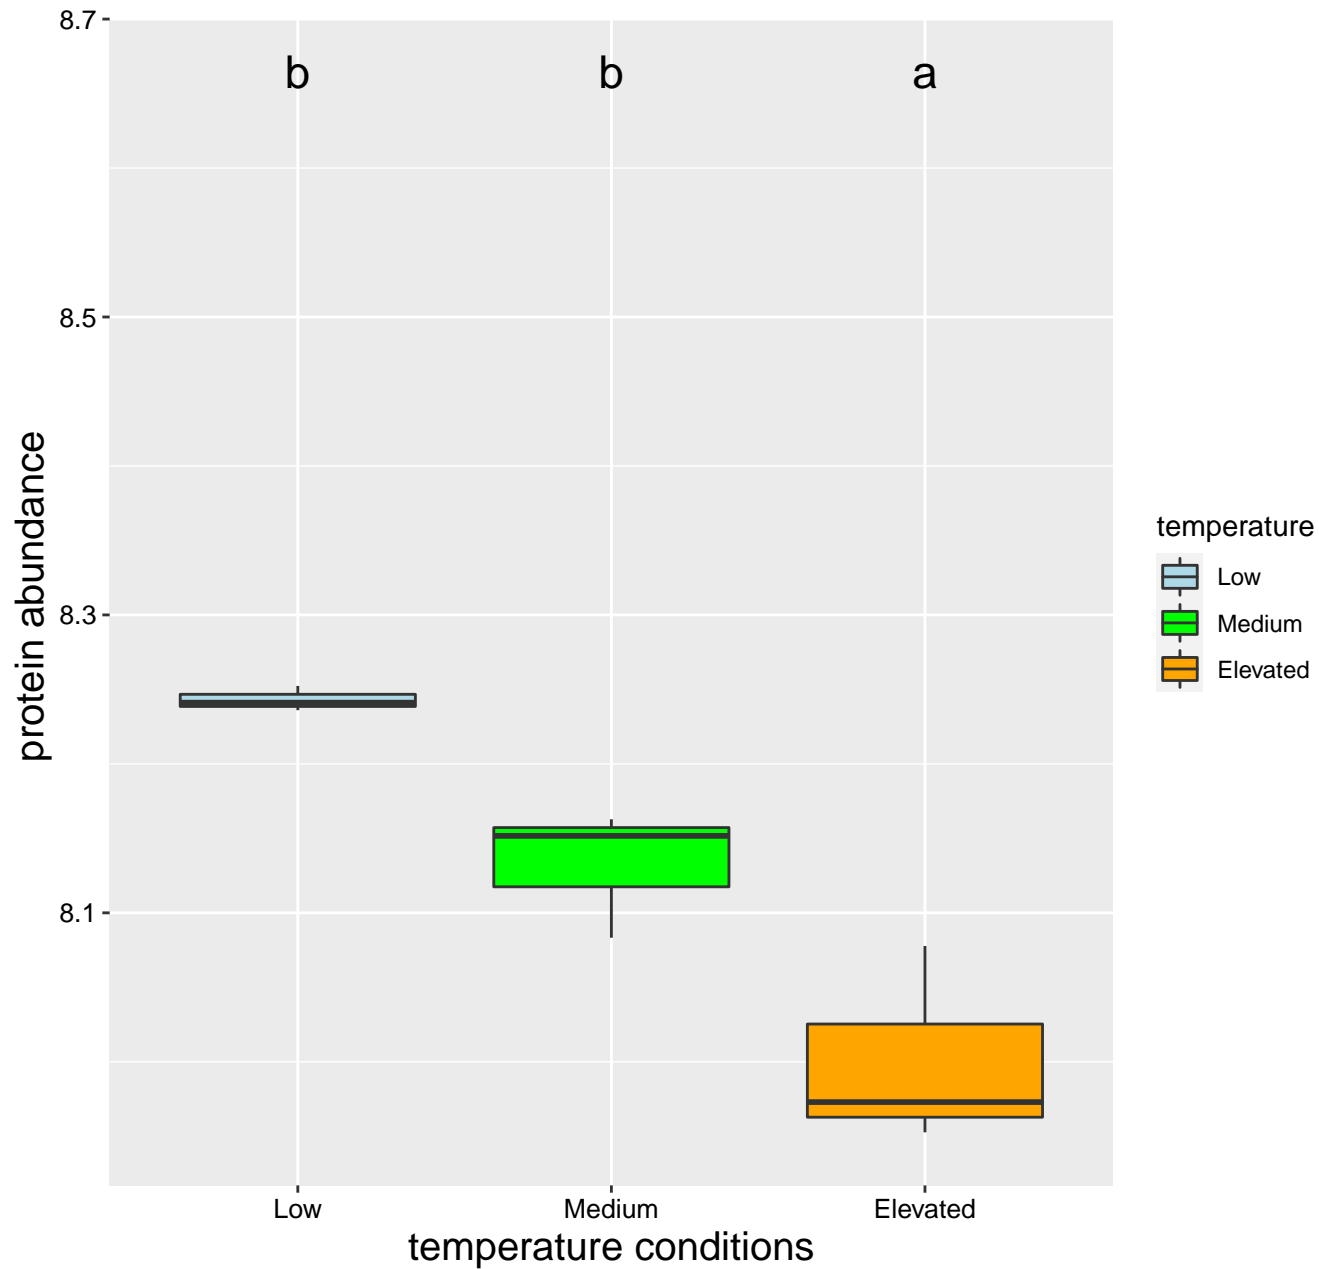 8.7
b b a
8.5
8.3
8.1
protein abundance
Low Medium Elevated
temperature conditions
temperature
Low
Medium
Elevated